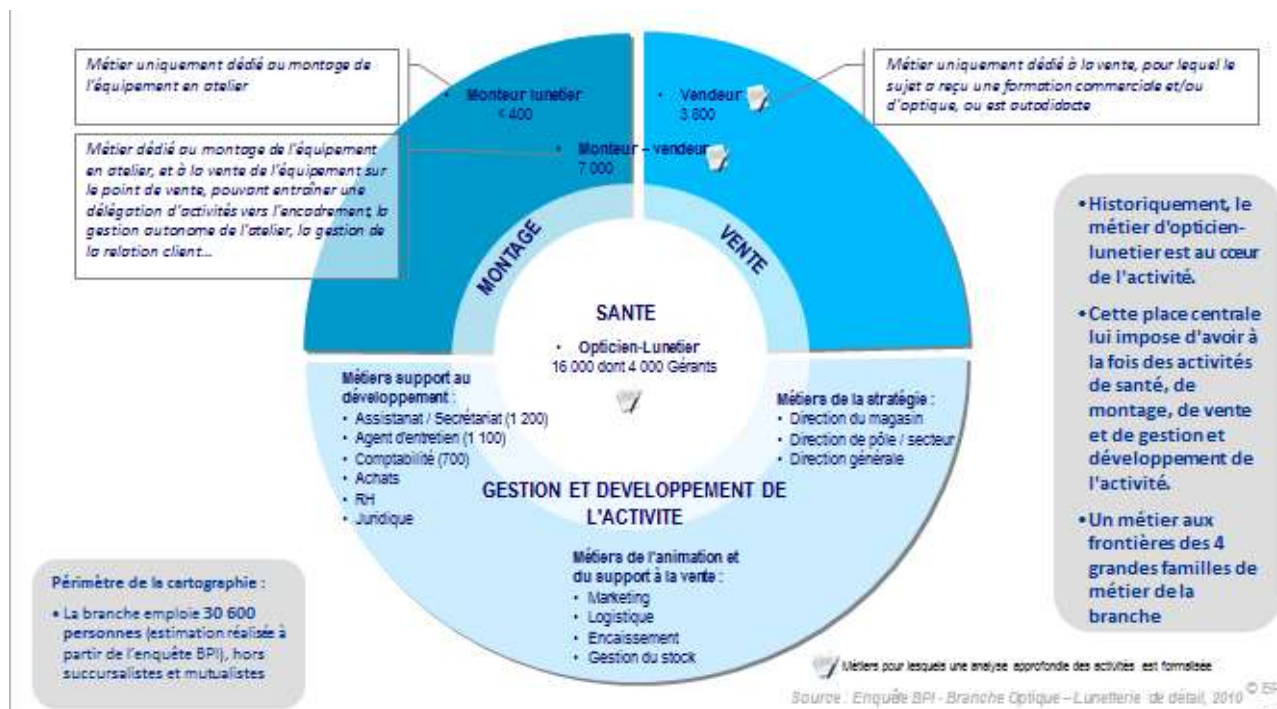 Métier uniquement dédié au montage de
l'équipement en atelier
Métier dédié au montage de l'équipement
en atelier, et à la vente de l'équipement sur
le point de vente, pouvant entraîner une
délégation d'activités vers l'encadrement, la
gestion autonome de l'atelier, la gestion de
la relation client...
• Monteur lunetier
< 400
• Vendeur
3 800
• Monteur – vendeur
7 000
Métier uniquement dédié à la vente, pour lequel le
sujet a reçu une formation commerciale et/ou
d'optique, ou est autodidacte
MONTAGE
VENTE
SANTE
• Opticien-Lunetier
16 000 dont 4 000 Gérants
Métiers support au
développement :
• Assistanat / Secrétariat (1 200)
• Agent d'entretien (1 100)
• Comptabilité (700)
• Achats
• RH
• Juridique
Métiers de la stratégie :
• Direction du magasin
• Direction de pôle / secteur
• Direction générale
GESTION ET DEVELOPPEMENT DE
L'ACTIVITE
Métiers de l'animation et
du support à la vente :
• Marketing
• Logistique
• Encaissement
• Gestion du stock
• Historiquement, le
métier d'opticien-
lunetier est au cœur
de l'activité.
• Cette place centrale
lui impose d'avoir à
la fois des activités
de santé, de
montage, de vente
et de gestion et
développement de
l'activité.
• Un métier aux
frontières des 4
grandes familles de
métier de la
branche
Périmètre de la cartographie :
• La branche emploie 30 600
personnes (estimation réalisée à
partir de l'enquête BPI), hors
succursalistes et mutualistes
Métiers pour lesquels une analyse approfondie des activités est formalisée
Source : Enquête BPI - Branche Optique – Lunetterie de détail, 2010